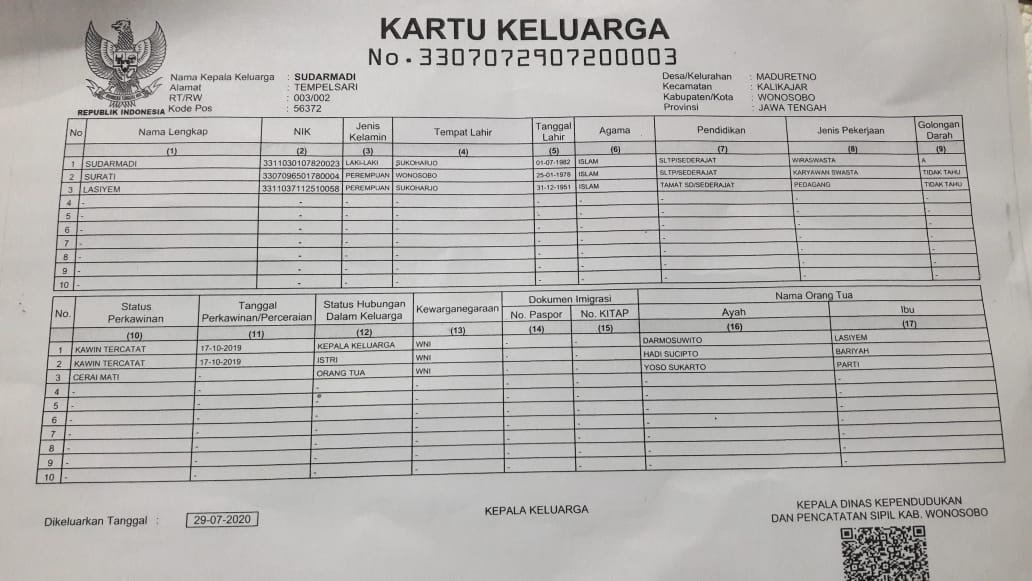 KARTU KELUARGA
No. 3307072907200003
REPUBLIK INDONESIA
Nama Kepala Keluarga : SUDARMADI
Alamat : TEMPELSARI
RT/RW : 003/002
Kode Pos : 56372
Desa/Kelurahan : MADURETNO
Kecamatan : KALIKAJAR
Kabupaten/Kota : WONOSOBO
Provinsi : JAWA TENGAH
No Nama Lengkap NIK Jenis Kelamin Tempat Lahir Tanggal Lahir Agama Pendidikan Jenis Pekerjaan Golongan Darah
(1) (2) (3) (4) (5) (6) (7) (8) (9)
1 SUDARMADI 3311030107820023 LAKI-LAKI SUKOHARJO 01-07-1982 ISLAM SLTP/SEDERAJAT WIRASWASTA A
2 SURATI 3307096501780004 PEREMPUAN WONOSOBO 25-01-1978 ISLAM SLTP/SEDERAJAT KARYAWAN SWASTA TIDAK TAHU
3 LASIYEM 3311037112510058 PEREMPUAN SUKOHARJO 31-12-1951 ISLAM TAMAT SD/SEDERAJAT PEDAGANG TIDAK TAHU
4 - - - - - - - - -
5 - - - - - - - - -
6 - - - - - - - - -
7 - - - - - - - - -
8 - - - - - - - - -
9 - - - - - - - - -
10 - - - - - - - - -
No. Status Perkawinan Tanggal Perkawinan/Perceraian Status Hubungan Dalam Keluarga Kewarganegaraan Dokumen Imigrasi No. Paspor No. KITAP Nama Orang Tua Ayah Ibu
(10) (11) (12) (13) (14) (15) (16) (17)
1 KAWIN TERCATAT 17-10-2019 KEPALA KELUARGA WNI - - DARMOSUWITO LASIYEM
2 KAWIN TERCATAT 17-10-2019 ISTRI WNI - - HADI SUCIPTO BARIYAH
3 CERAI MATI - ORANG TUA WNI - - YOSO SUKARTO PARTI
4 - - - - - - - -
5 - - - - - - - -
6 - - - - - - - -
7 - - - - - - - -
8 - - - - - - - -
9 - - - - - - - -
10 - - - - - - - -
Dikeluarkan Tanggal : 29-07-2020
KEPALA KELUARGA
KEPALA DINAS KEPENDUDUKAN
DAN PENCATATAN SIPIL KAB. WONOSOBO